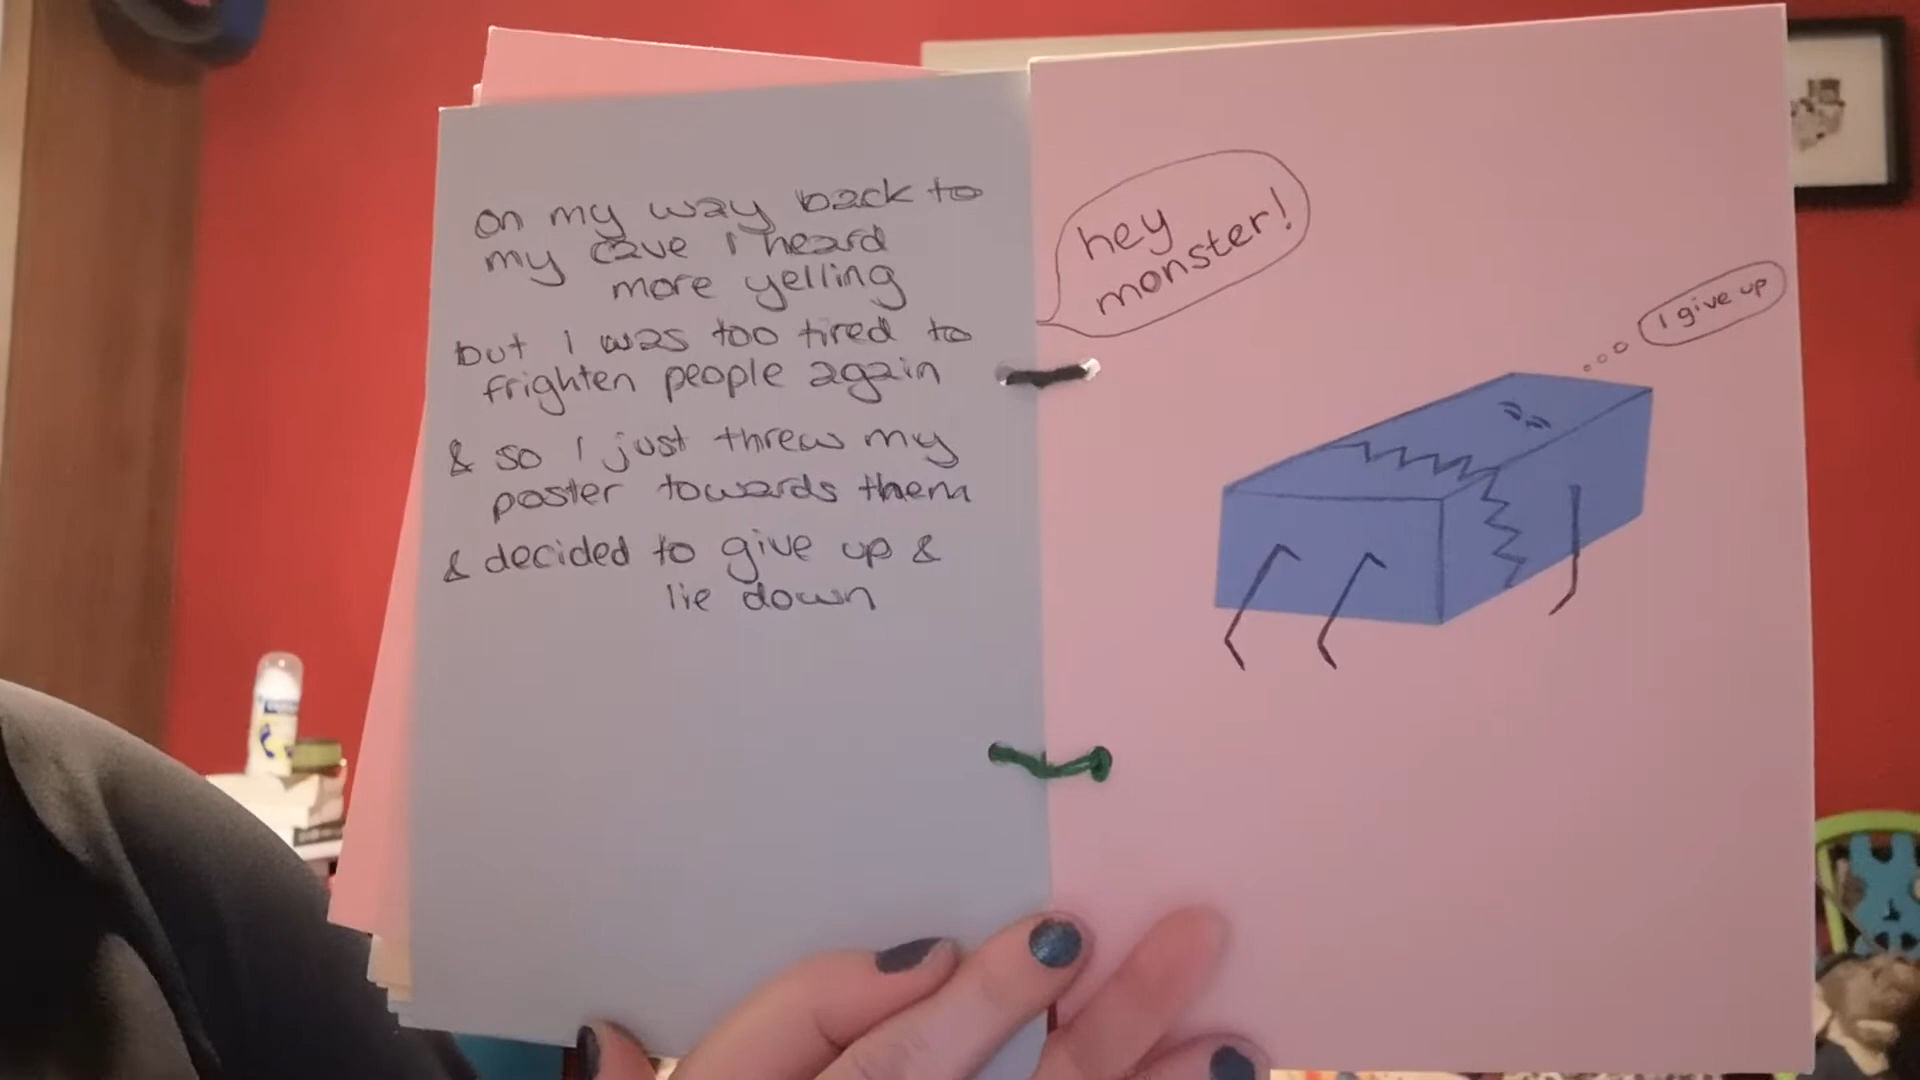 on my way back to
my cave I heard
more yelling
but I was too tired to
frighten people again
& so I just threw my
poster towards them
& decided to give up &
lie down
hey
monster!
I give up